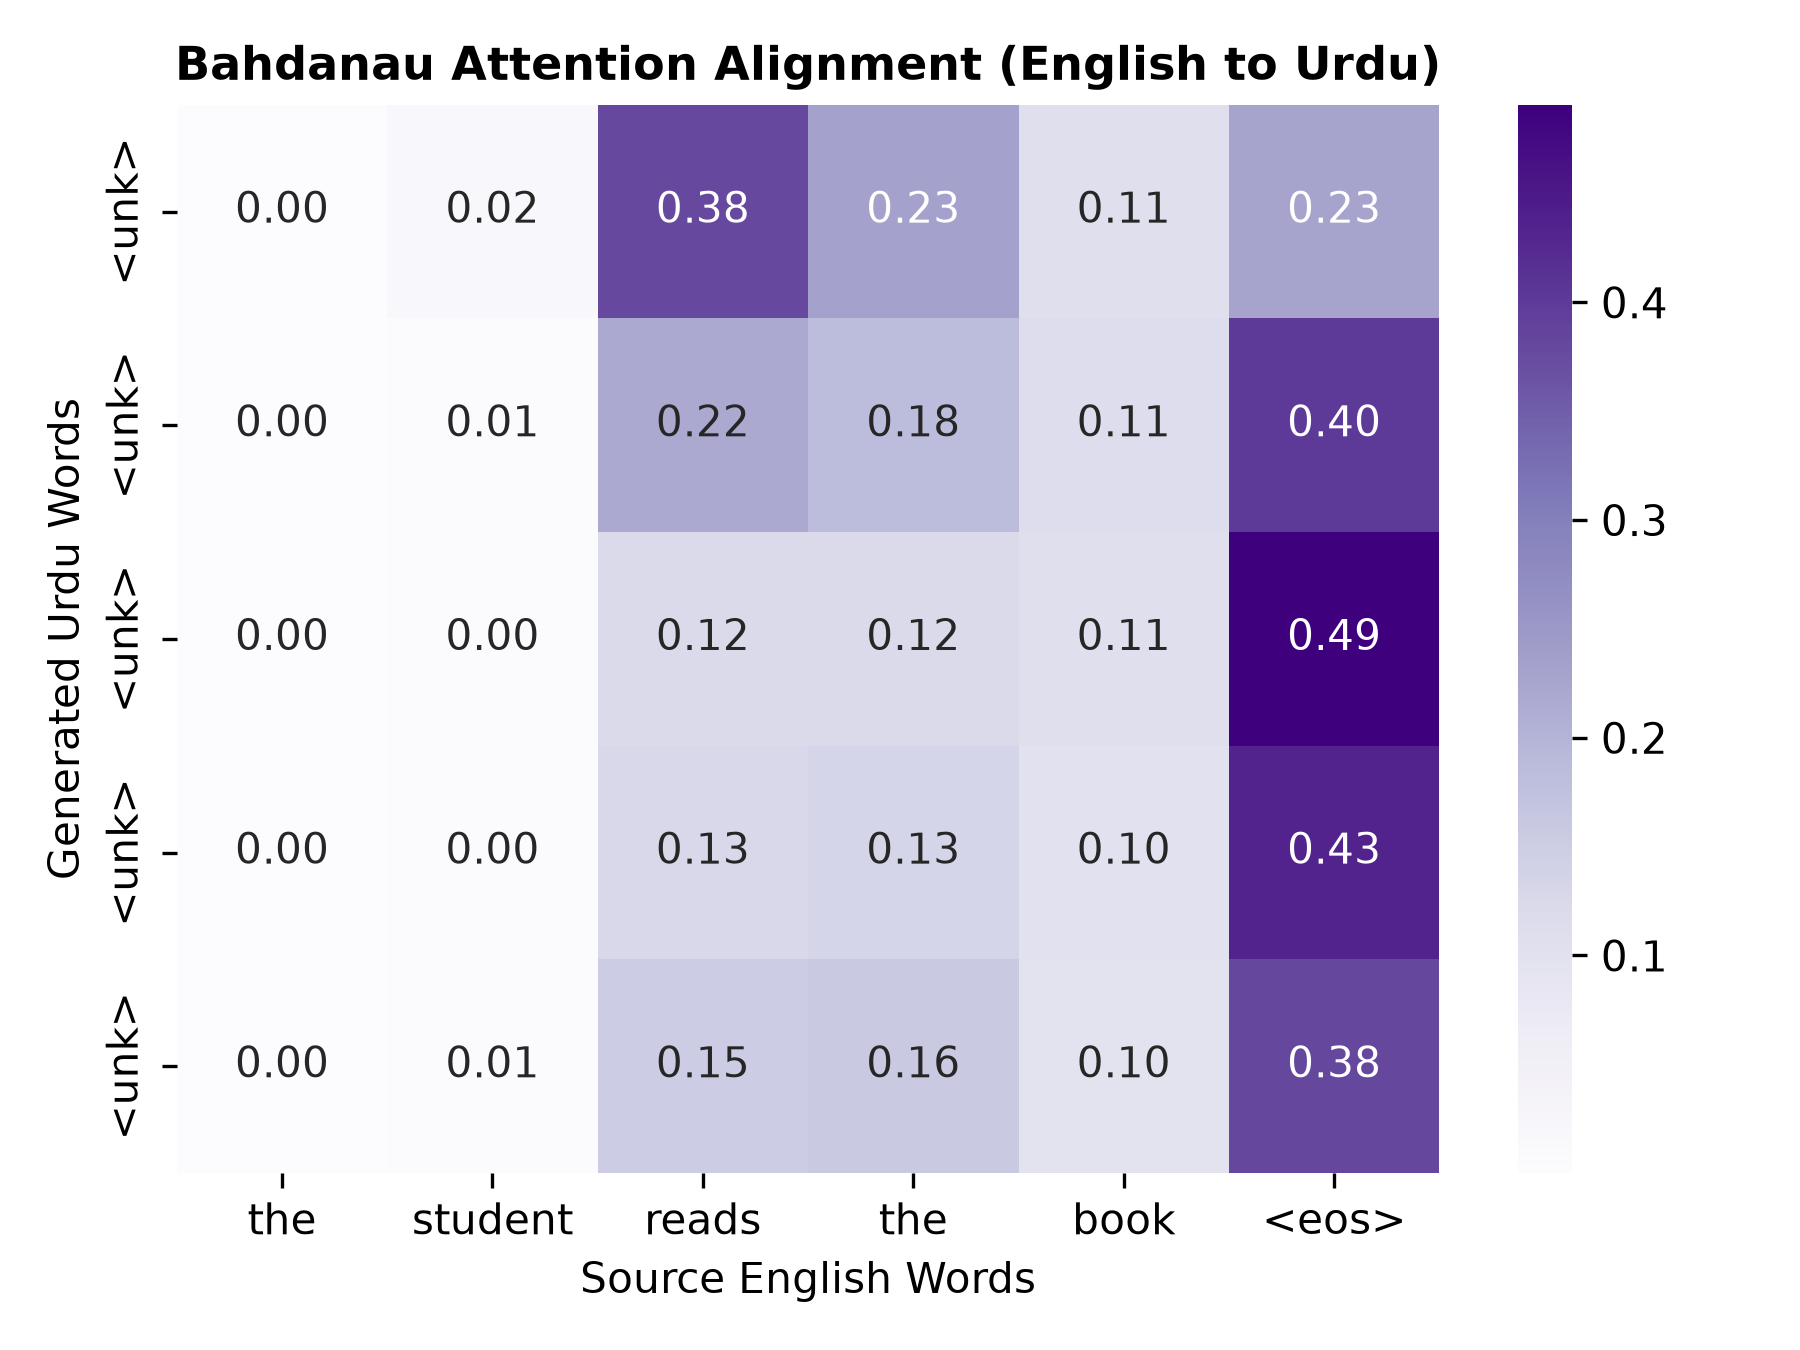 Bahdanau Attention Alignment (English to Urdu)
Generated Urdu Words
<unk> 0.00 0.02 0.38 0.23 0.11 0.23
<unk> 0.00 0.01 0.22 0.18 0.11 0.40
<unk> 0.00 0.00 0.12 0.12 0.11 0.49
<unk> 0.00 0.00 0.13 0.13 0.10 0.43
<unk> 0.00 0.01 0.15 0.16 0.10 0.38
the student reads the book <eos>
Source English Words
0.4
0.3
0.2
0.1